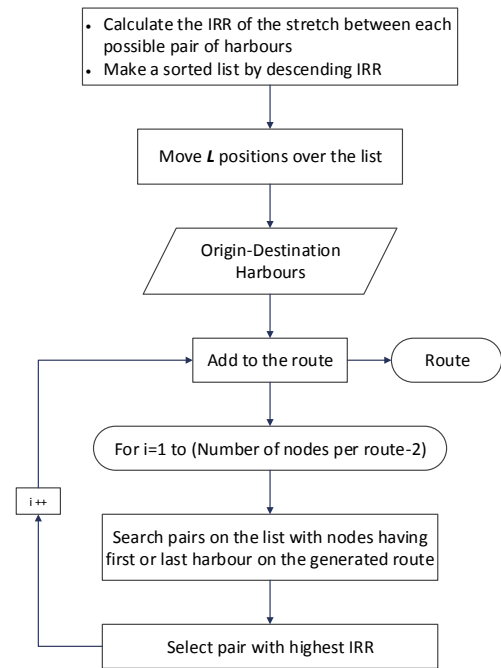 • Calculate the IRR of the stretch between each
possible pair of harbours
• Make a sorted list by descending IRR
Move L positions over the list
Origin-Destination
Harbours
Add to the route
Route
For i=1 to (Number of nodes per route-2)
i ++
Search pairs on the list with nodes having
first or last harbour on the generated route
Select pair with highest IRR